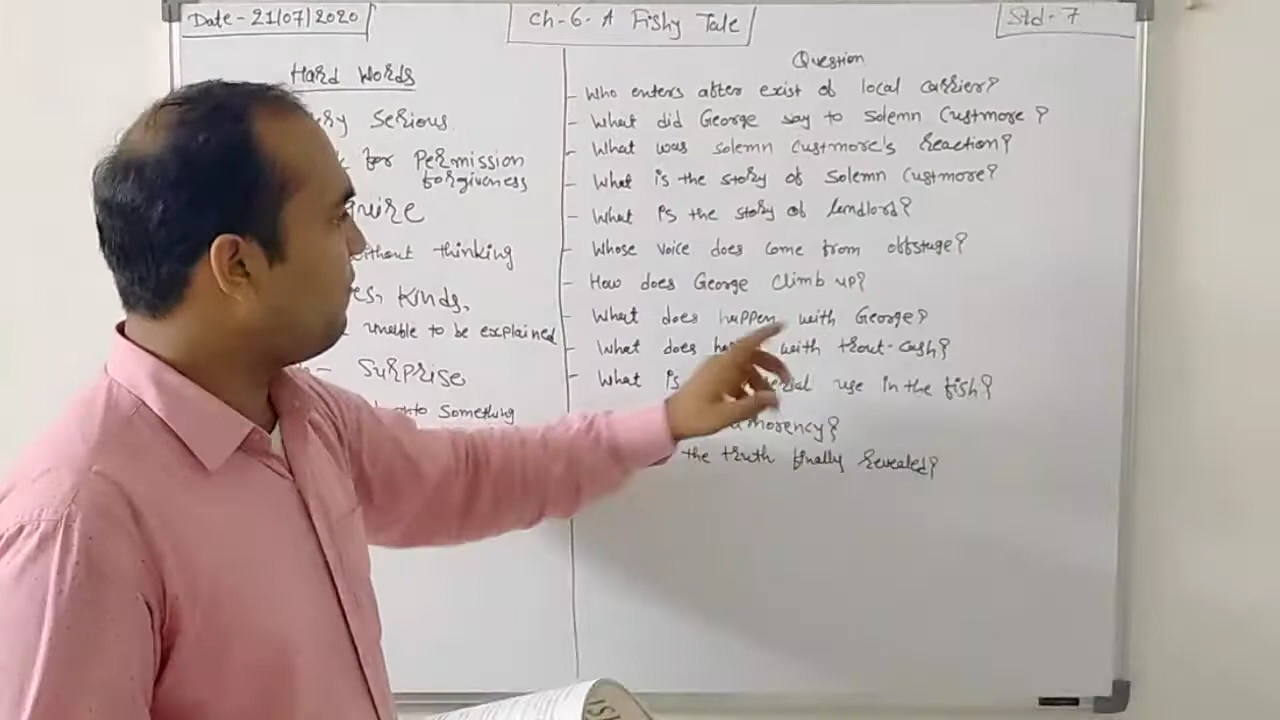 Date - 21/07/2020
Ch-6. A Fishy Tale
Std- 7
Hard Words
Serious
for Permission
forgiveness
without thinking
Kinds,
unable to be explained
- Surprise
onto Something
Question
- Who enters after exist of local carrier?
- What did George say to Solemn Custmore?
- What was solemn custmore's reaction?
- What is the story of Solemn Custmore?
- What is the story of landlord?
- Whose voice does come from offstage?
- How does George climb up?
- What does happen with George?
- What does with trout-cash?
- What is use in the fish?
the truth finally revealed?